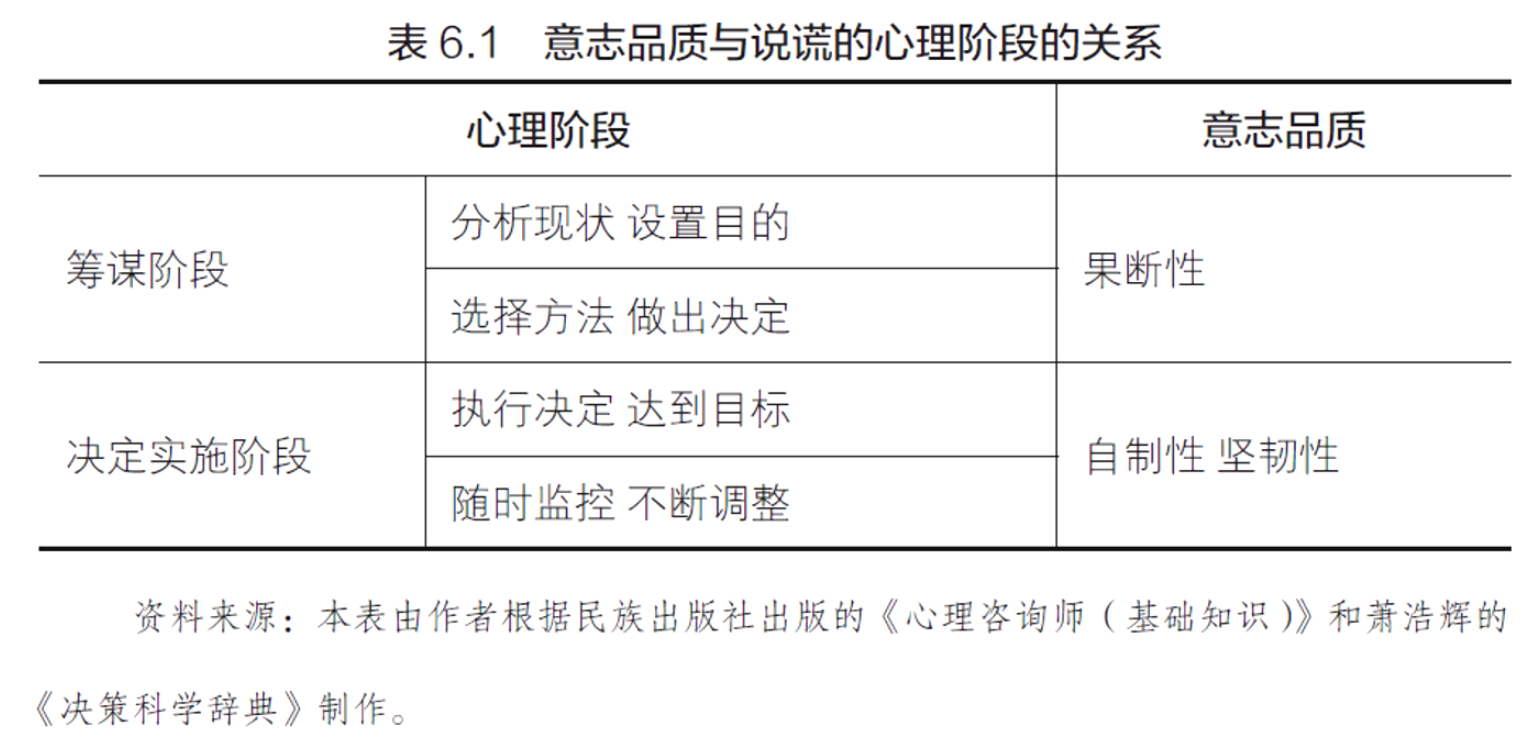 表 6.1 意志品质与说谎的心理阶段的关系
心理阶段 意志品质
筹谋阶段
分析现状 设置目的
选择方法 做出决定
果断性
决定实施阶段
执行决定 达到目标
随时监控 不断调整
自制性 坚韧性
资料来源：本表由作者根据民族出版社出版的《心理咨询师（基础知识）》和萧浩辉的
《决策科学辞典》制作。